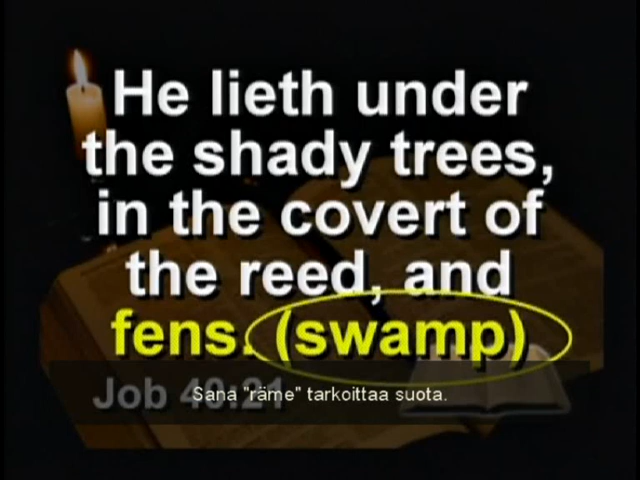 He lieth under
the shady trees,
in the covert of
the reed, and
fens. (swamp)
Job 40:21
Sana "räme" tarkoittaa suota.